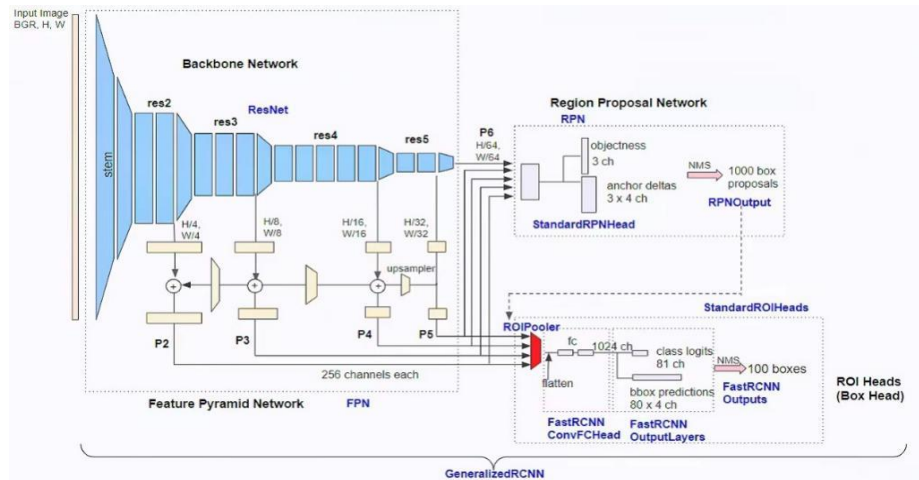 Input Image
BGR, H, W
Backbone Network
ResNet
stem
res2
res3
res4
res5
P6
H/64,
W/64
H/4,
W/4
H/8,
W/8
H/16,
W/16
H/32,
W/32
upsampler
P2
P3
P4
P5
256 channels each
Feature Pyramid Network
FPN
Region Proposal Network
RPN
objectness
3 ch
anchor deltas
3 x 4 ch
StandardRPNHead
NMS
1000 box
proposals
RPNOutput
StandardROIHeads
ROIPooler
flatten
fc
1024 ch
class logits
81 ch
bbox predictions
80 x 4 ch
NMS
100 boxes
FastRCNN
Outputs
FastRCNN
ConvFCHead
FastRCNN
OutputLayers
ROI Heads
(Box Head)
GeneralizedRCNN